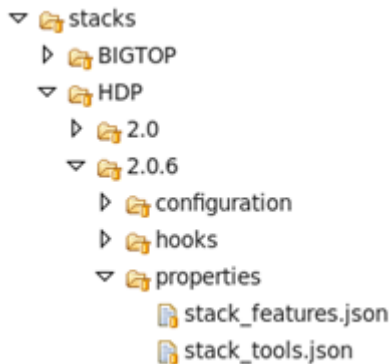 stacks
BIGTOP
HDP
2.0
2.0.6
configuration
hooks
properties
stack_features.json
stack_tools.json